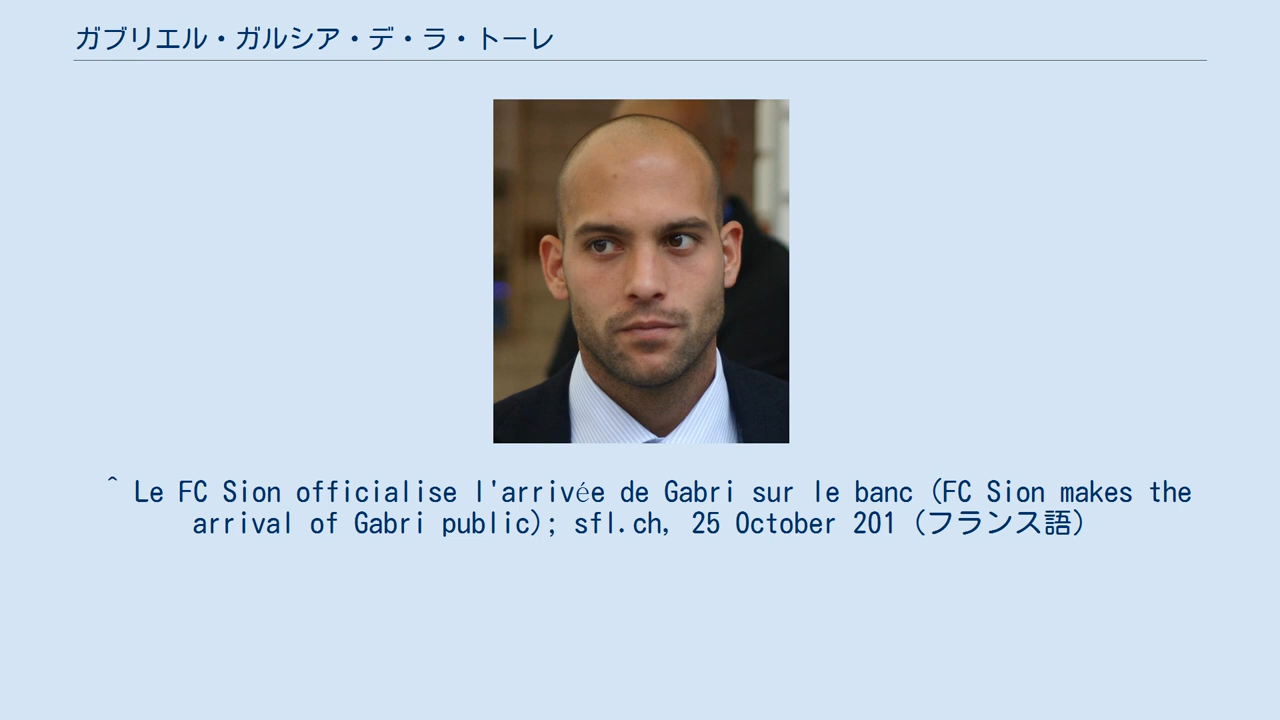 ガブリエル・ガルシア・デ・ラ・トーレ
^ Le FC Sion officialise l'arrivée de Gabri sur le banc (FC Sion makes the
arrival of Gabri public); sfl.ch, 25 October 201 (フランス語)